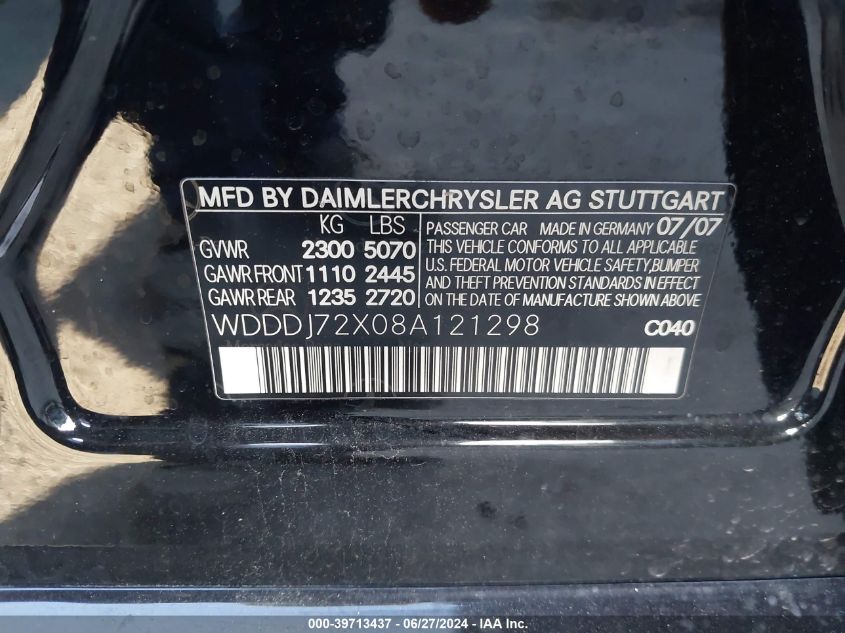 MFD BY DAIMLERCHRYSLER AG STUTTGART
KG LBS
GVWR 2300 5070
GAWR FRONT 1110 2445
GAWR REAR 1235 2720
PASSENGER CAR MADE IN GERMANY 07/07
THIS VEHICLE CONFORMS TO ALL APPLICABLE
U.S. FEDERAL MOTOR VEHICLE SAFETY,BUMPER
AND THEFT PREVENTION STANDARDS IN EFFECT
ON THE DATE OF MANUFACTURE SHOWN ABOVE.
WDDDJ72X08A121298
C040
000-39713437 - 06/27/2024 - IAA Inc.